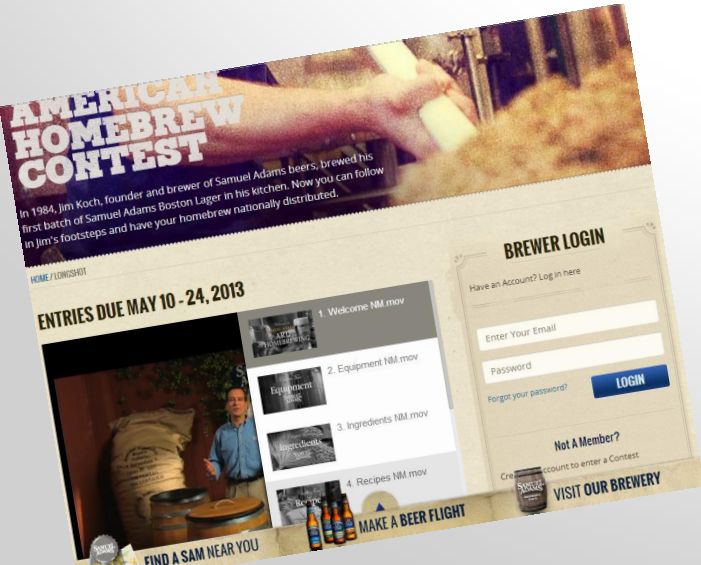 AMERICAN
HOMEBREW
CONTEST
In 1984, Jim Koch, founder and brewer of Samuel Adams beers, brewed his
first batch of Samuel Adams Boston Lager in his kitchen. Now you can follow
in Jim's footsteps and have your homebrew nationally distributed.
HOME / LONGSHOT
ENTRIES DUE MAY 10 - 24, 2013
1. Welcome NM.mov
HOMEBREWING
2. Equipment NM.mov
Equipment
3. Ingredients NM.mov
Ingredients
4. Recipes NM.mov
Recipe
BREWER LOGIN
Have an Account? Log in here
Enter Your Email
Password
Forgot your password?
LOGIN
Not A Member?
account to enter a Contest
FIND A SAM NEAR YOU
MAKE A BEER FLIGHT
SAMUEL
ADAMS
VISIT OUR BREWERY